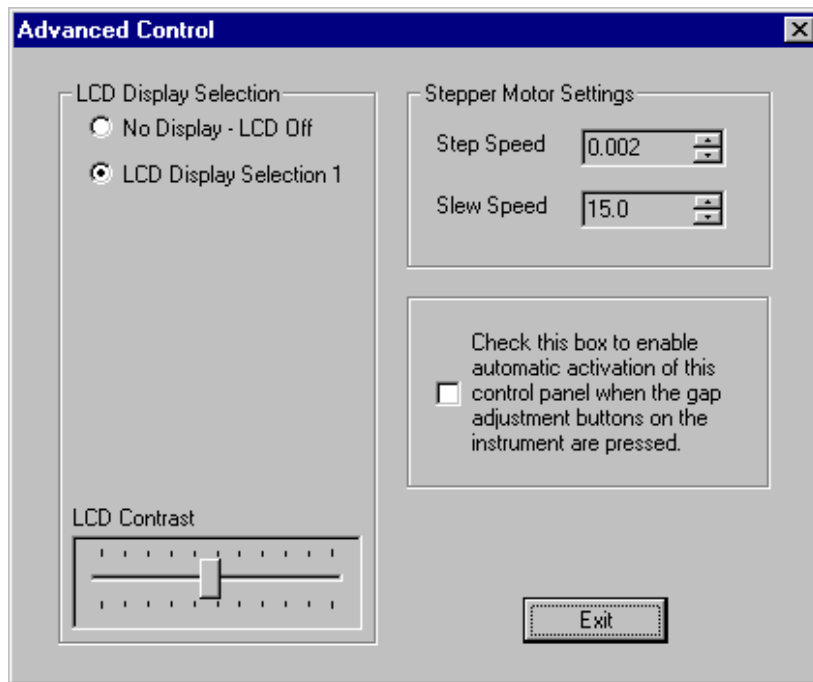 Advanced Control
LCD Display Selection
No Display - LCD Off
LCD Display Selection 1
LCD Contrast
Stepper Motor Settings
Step Speed 0.002
Slew Speed 15.0
Check this box to enable
automatic activation of this
control panel when the gap
adjustment buttons on the
instrument are pressed.
Exit